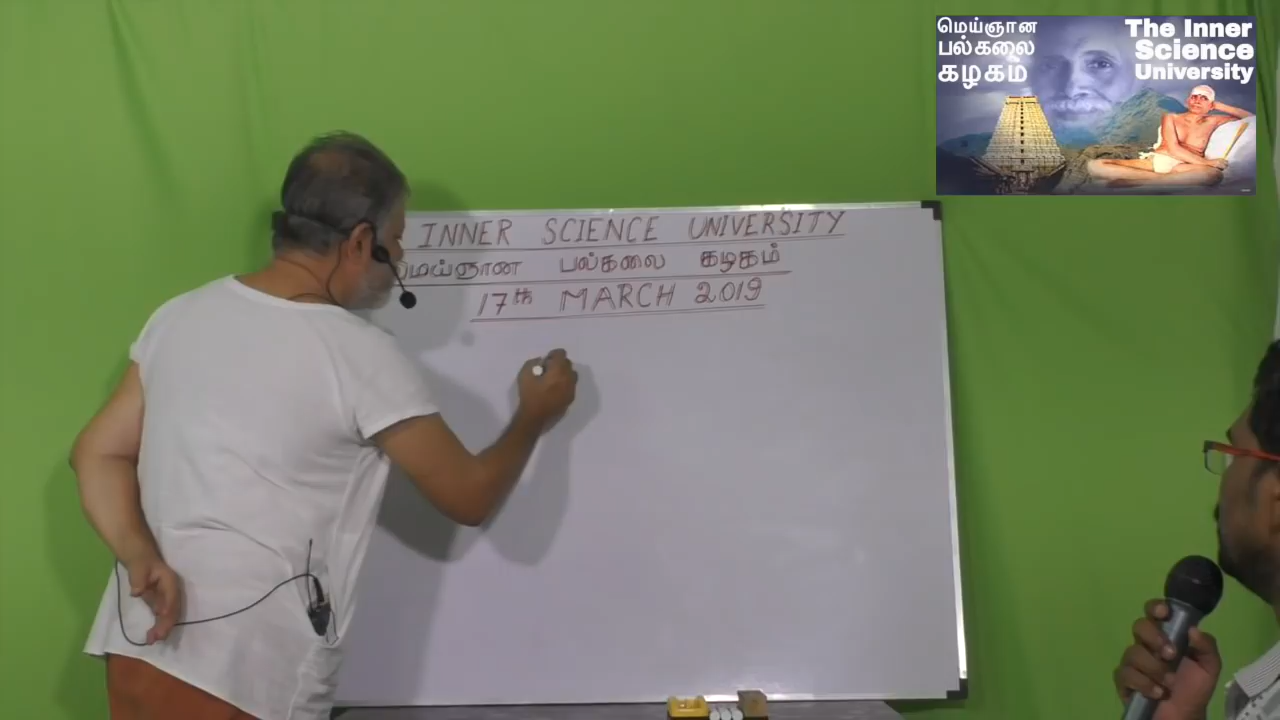 மெய்ஞான
பல்கலை
கழகம்
The Inner
Science
University
INNER SCIENCE UNIVERSITY
மெய்ஞான பல்கலை கழகம்
17th MARCH 2019